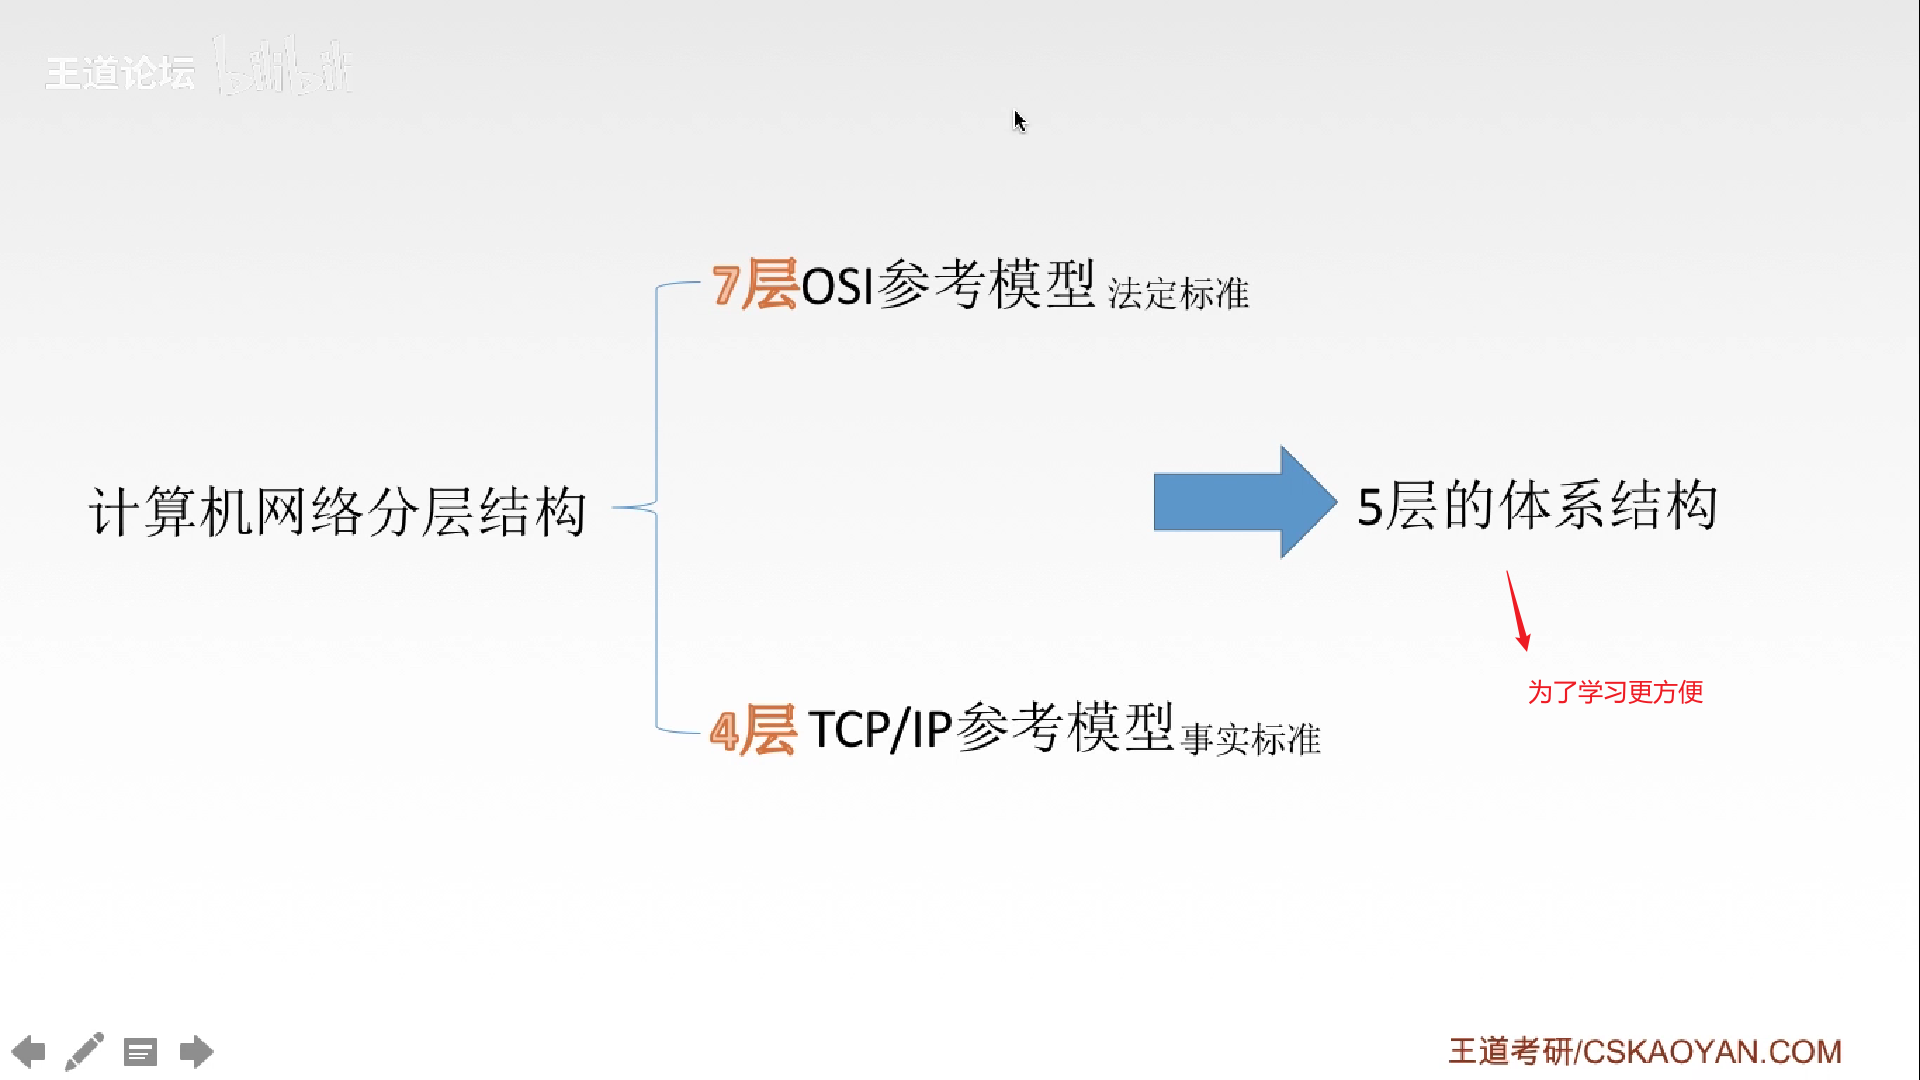 王道论坛 bilibili
7层OSI参考模型 法定标准
计算机网络分层结构
5层的体系结构
为了学习更方便
4层 TCP/IP参考模型事实标准
王道考研/CSKAOYAN.COM